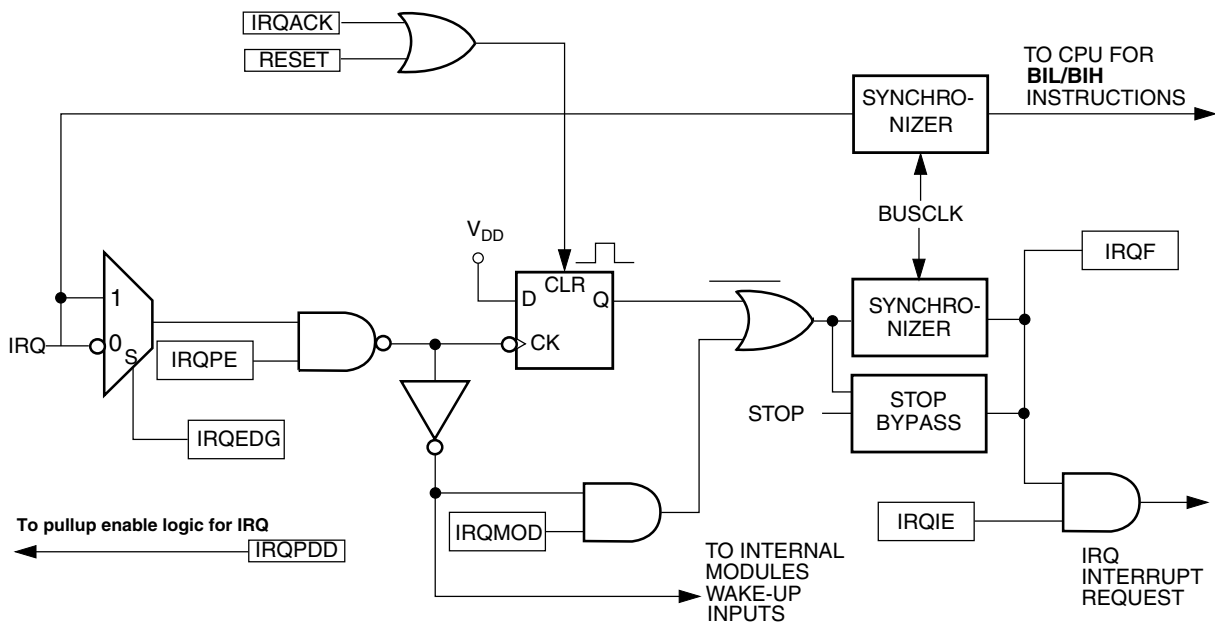 IRQACK
RESET
TO CPU FOR
BIL/BIH
INSTRUCTIONS
SYNCHRO-
NIZER
BUSCLK
VDD
IRQF
1
IRQ
0
S
D
CLR
Q
CK
SYNCHRO-
NIZER
IRQPE
IRQEDG
STOP
STOP
BYPASS
To pullup enable logic for IRQ
IRQPDD
IRQMOD
IRQIE
TO INTERNAL
MODULES
WAKE-UP
INPUTS
IRQ
INTERRUPT
REQUEST